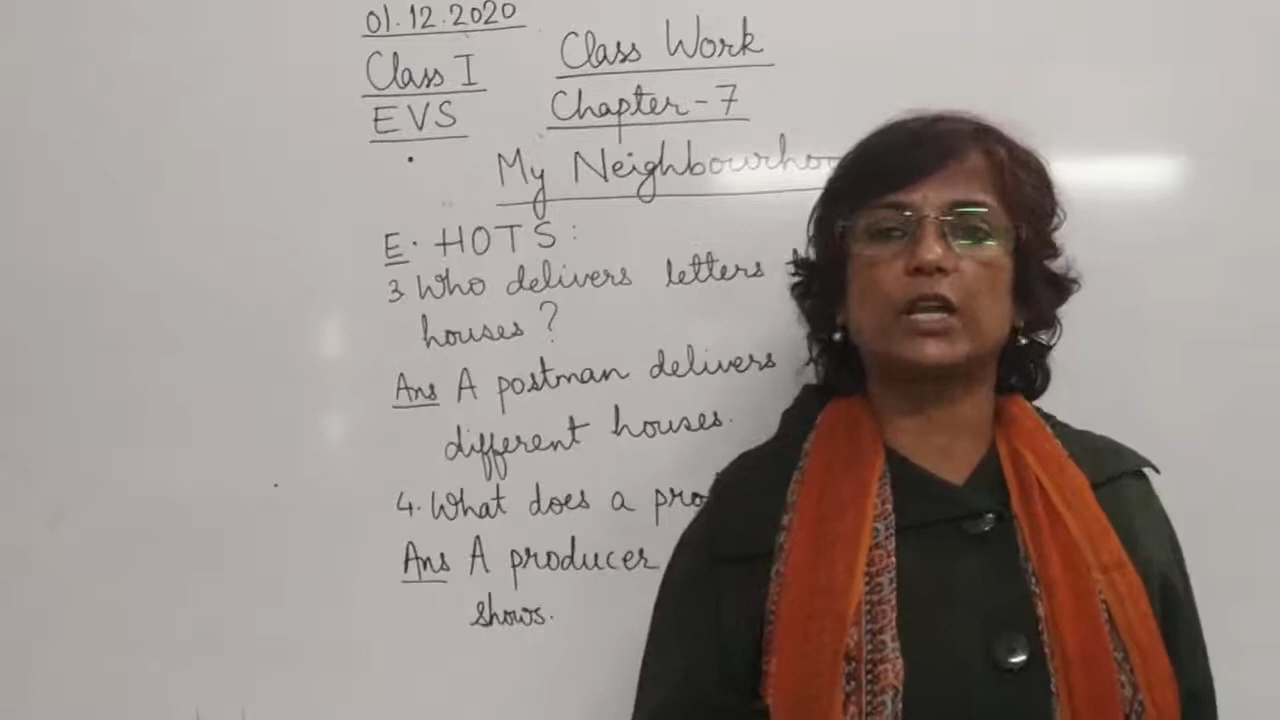 01.12.2020
Class I Class Work
EVS Chapter-7
My Neighbourhoo
E. HOTS:
3. Who delivers letters
houses?
Ans A postman delivers
different houses.
4. What does a pro
Ans A producer
shows.